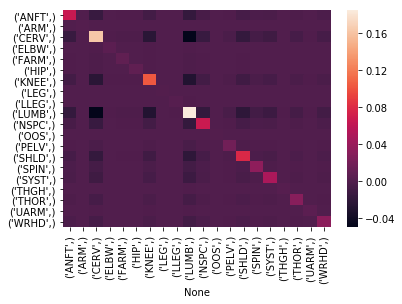 ('ANFT',)
('ARM',)
('CERV',)
('ELBW',)
('FARM',)
('HIP',)
('KNEE',)
('LEG',)
('LLEG',)
('LUMB',)
('NSPC',)
('OOS',)
('PELV',)
('SHLD',)
('SPIN',)
('SYST',)
('THGH',)
('THOR',)
('UARM',)
('WRHD',)
('ANFT',)
('ARM',)
('CERV',)
('ELBW',)
('FARM',)
('HIP',)
('KNEE',)
('LEG',)
('LLEG',)
('LUMB',)
('NSPC',)
('OOS',)
('PELV',)
('SHLD',)
('SPIN',)
('SYST',)
('THGH',)
('THOR',)
('UARM',)
('WRHD',)
None
0.16
0.12
0.08
0.04
0.00
−0.04